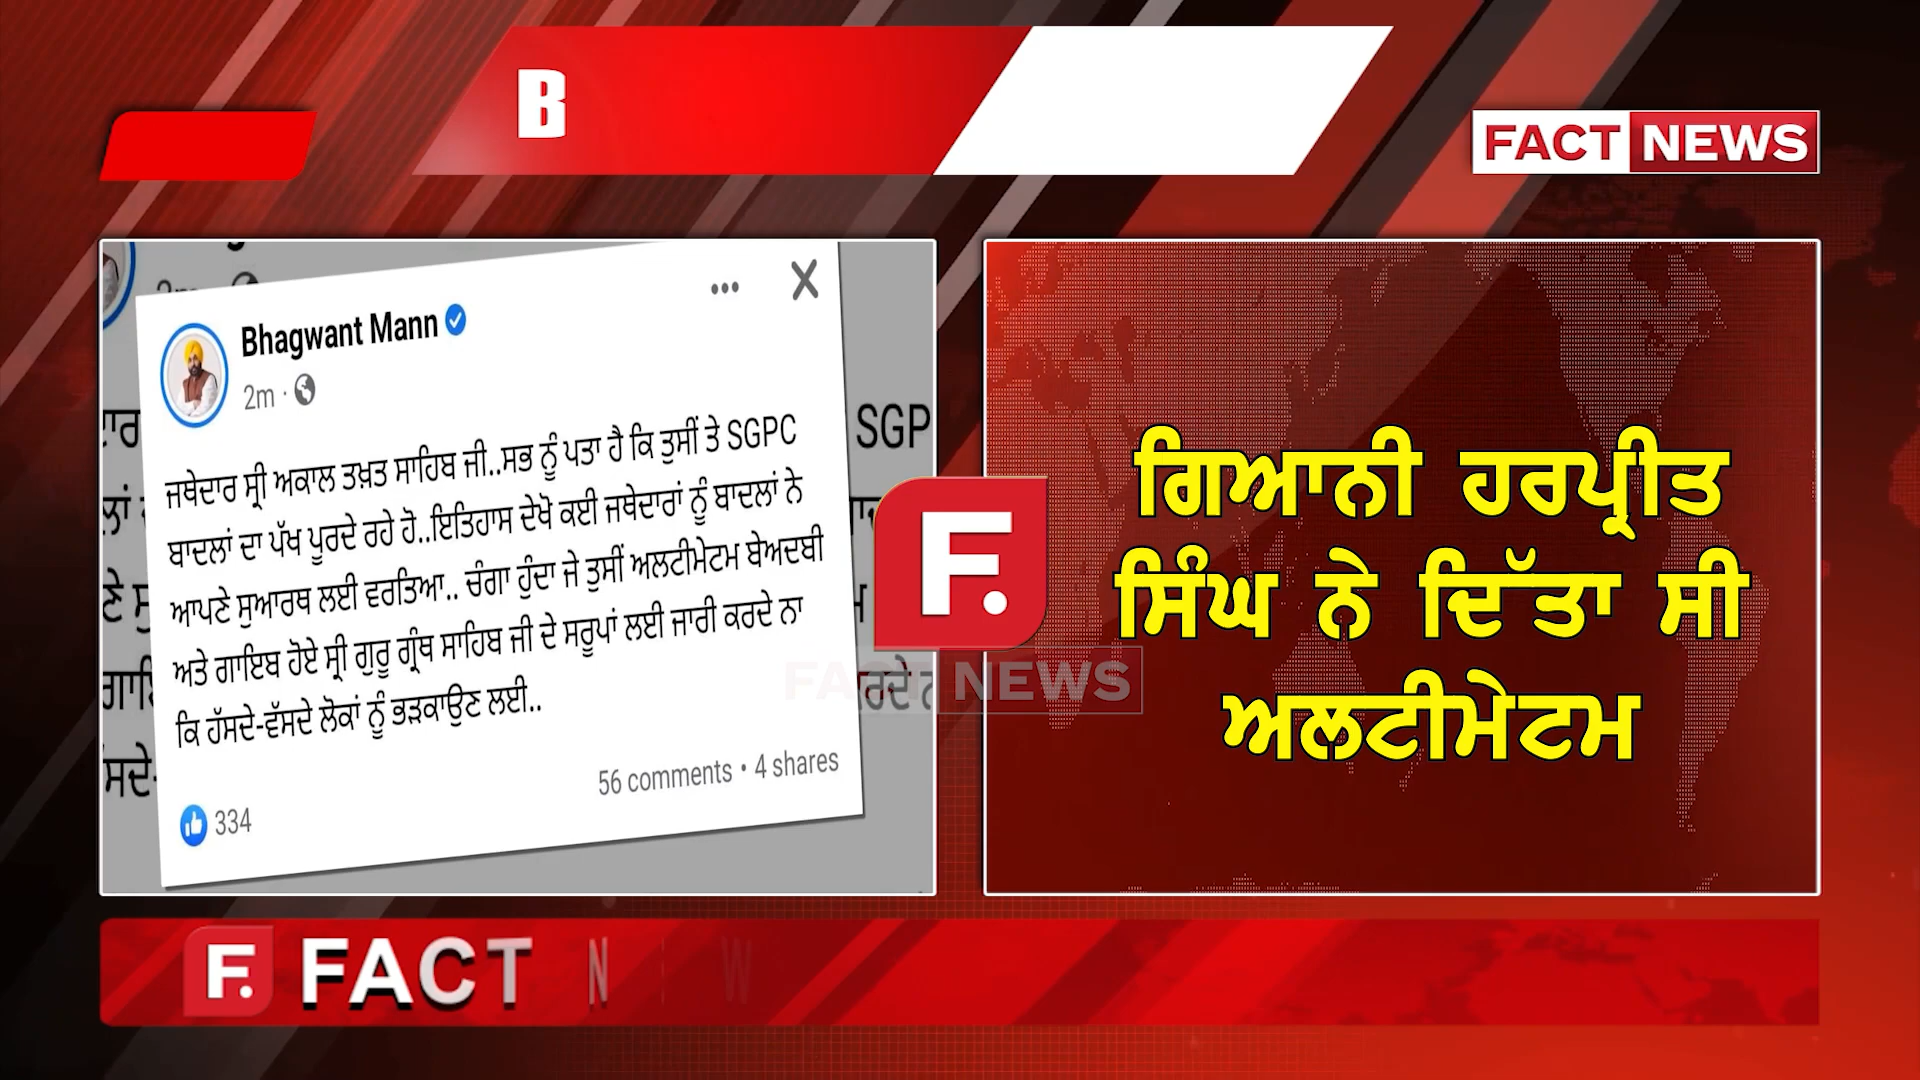 B
FACT NEWS
Bhagwant Mann
2m
ਜਥੇਦਾਰ ਸ੍ਰੀ ਅਕਾਲ ਤਖ਼ਤ ਸਾਹਿਬ ਜੀ..ਸਭ ਨੂੰ ਪਤਾ ਹੈ ਕਿ ਤੁਸੀਂ ਤੇ SGPC
ਬਾਦਲਾਂ ਦਾ ਪੱਖ ਪੂਰਦੇ ਰਹੇ ਹੋ..ਇਤਿਹਾਸ ਦੇਖੋ ਕਈ ਜਥੇਦਾਰਾਂ ਨੂੰ ਬਾਦਲਾਂ ਨੇ
ਆਪਣੇ ਸੁਆਰਥ ਲਈ ਵਰਤਿਆ.. ਚੰਗਾ ਹੁੰਦਾ ਜੇ ਤੁਸੀਂ ਅਲਟੀਮੇਟਮ ਬੇਅਦਬੀ
ਅਤੇ ਗਾਇਬ ਹੋਏ ਸ੍ਰੀ ਗੁਰੂ ਗ੍ਰੰਥ ਸਾਹਿਬ ਜੀ ਦੇ ਸਰੂਪਾਂ ਲਈ ਜਾਰੀ ਕਰਦੇ ਨਾ
ਕਿ ਹੱਸਦੇ-ਵੱਸਦੇ ਲੋਕਾਂ ਨੂੰ ਭੜਕਾਉਣ ਲਈ..
56 comments • 4 shares
334
F.
ਗਿਆਨੀ ਹਰਪ੍ਰੀਤ
ਸਿੰਘ ਨੇ ਦਿੱਤਾ ਸੀ
ਅਲਟੀਮੇਟਮ
FACT NEWS
F. FACT N W